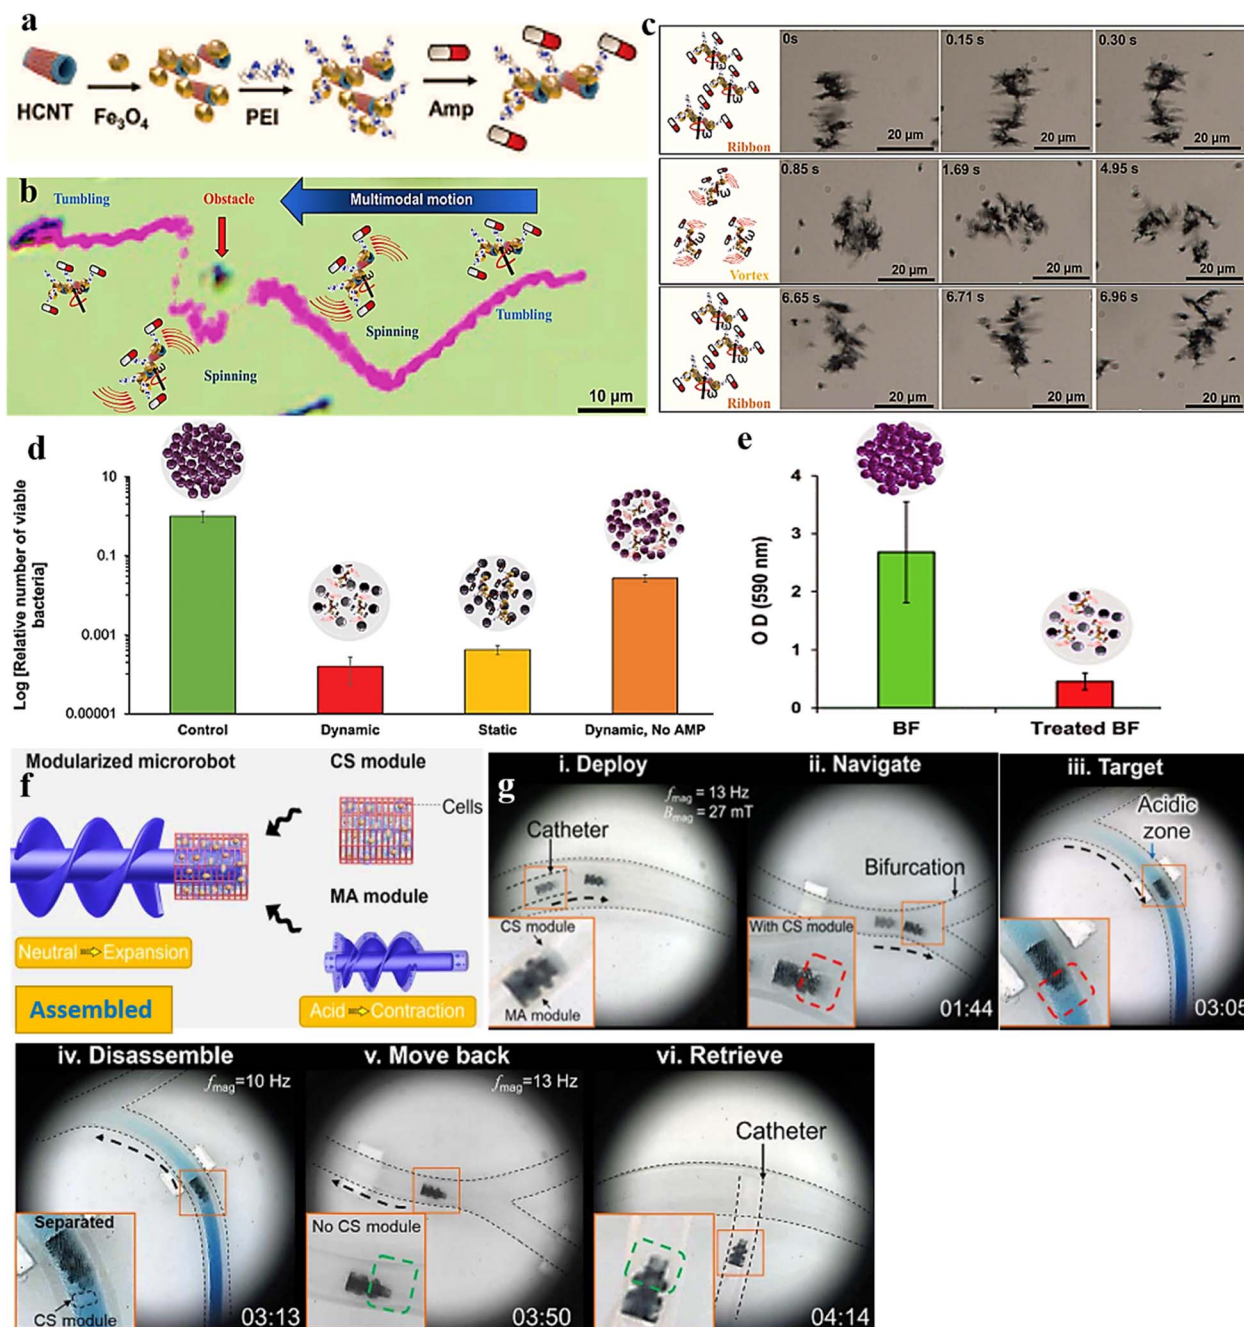 a
HCNT
Fe₃O₄
PEI
Amp
b
Tumbling
Obstacle
Multimodal motion
Spinning
Spinning
Tumbling
10 µm
c
Ribbon
0s
20 µm
0.15 s
20 µm
0.30 s
20 µm
Vortex
0.85 s
20 µm
1.69 s
20 µm
4.95 s
20 µm
Ribbon
6.65 s
20 µm
6.71 s
20 µm
6.96 s
20 µm
d
Log [Relative number of viable
bacteria]
10
0.1
0.001
0.00001
Control
Dynamic
Static
Dynamic, No AMP
e
O D (590 nm)
4
3
2
1
0
BF
Treated BF
f
Modularized microrobot
CS module
Cells
MA module
Neutral
Expansion
Assembled
Acid
Contraction
g
i. Deploy
f mag = 13 Hz
B mag = 27 mT
Catheter
CS module
MA module
ii. Navigate
Bifurcation
With CS module
01:44
iii. Target
Acidic
zone
03:05
iv. Disassemble
f mag=10 Hz
Separated
CS module
03:13
v. Move back
f mag=13 Hz
No CS module
03:50
vi. Retrieve
Catheter
04:14